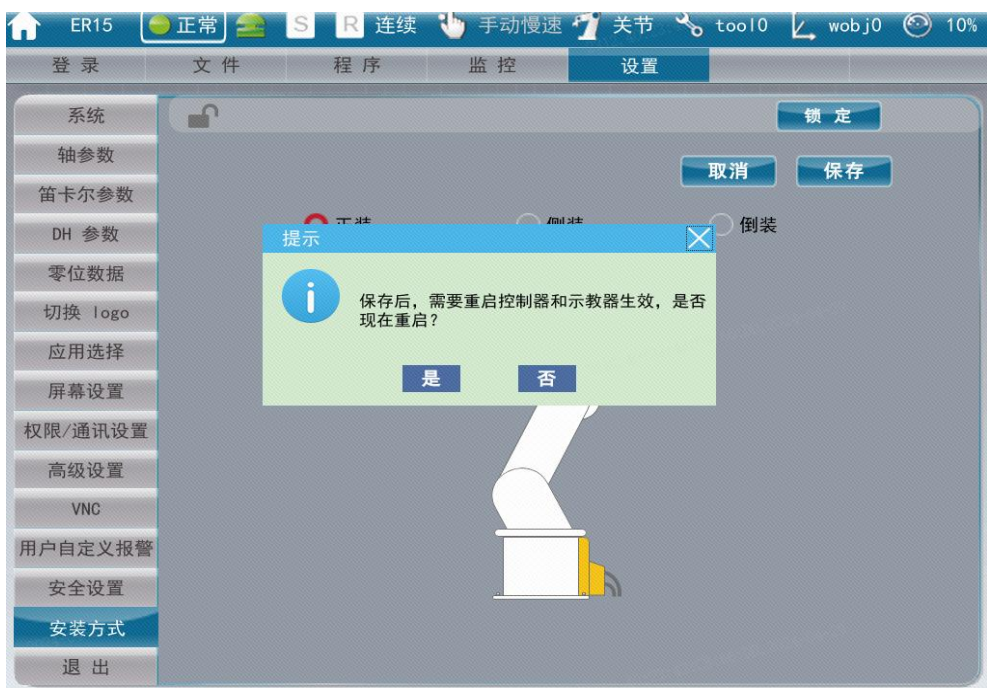 ER15 正常 S R 连续 手动慢速 关节 tool0 wobj0 10%
登 录 文 件 程 序 监 控 设置
系统
锁 定
轴参数
取消 保存
笛卡尔参数
正装 侧装 倒装
DH 参数
提示
零位数据
保存后，需要重启控制器和示教器生效，是否
现在重启？
切换 logo
应用选择
是 否
屏幕设置
权限/通讯设置
高级设置
VNC
用户自定义报警
安全设置
安装方式
退 出